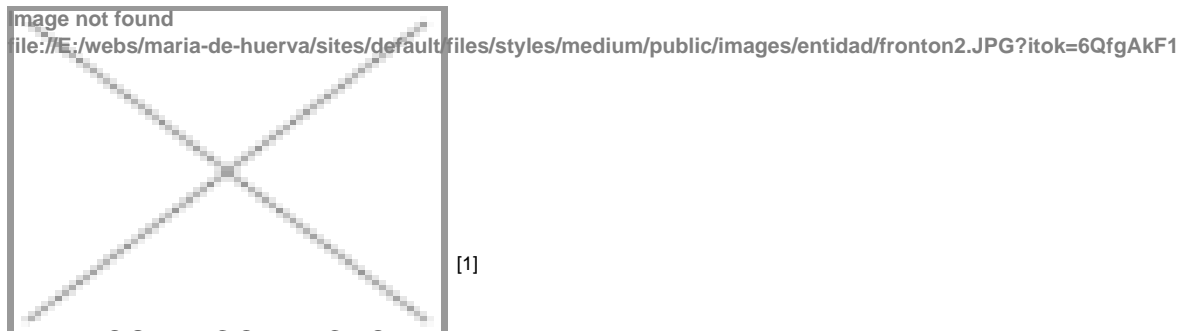 Image not found
file://E:/webs/maria-de-huerva/sites/default/files/styles/medium/public/images/entidad/fronton2.JPG?itok=6QfgAkF1
[1]